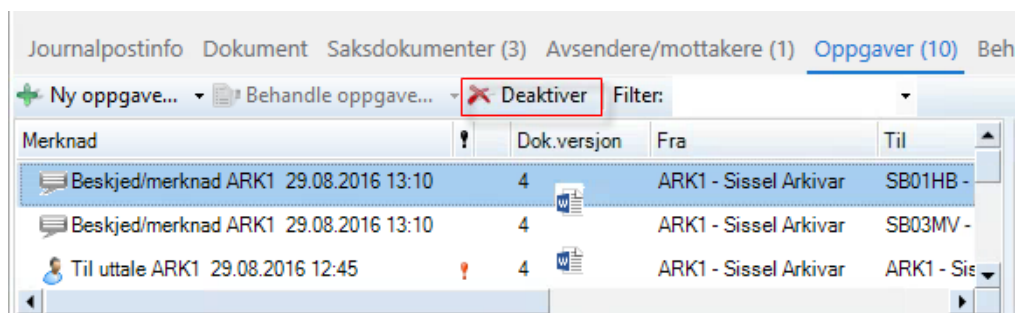 Journalpostinfo Dokument Saksdokumenter (3) Avsendere/mottakere (1) Oppgaver (10) Beh
Ny oppgave... Behandle oppgave... Deaktiver Filter:
Merknad ! Dok.versjon Fra Til
Beskjed/merknad ARK1 29.08.2016 13:10 4 ARK1 - Sissel Arkivar SB01HB -
Beskjed/merknad ARK1 29.08.2016 13:10 4 ARK1 - Sissel Arkivar SB03MV -
Til uttale ARK1 29.08.2016 12:45 ! 4 ARK1 - Sissel Arkivar ARK1 - Sis